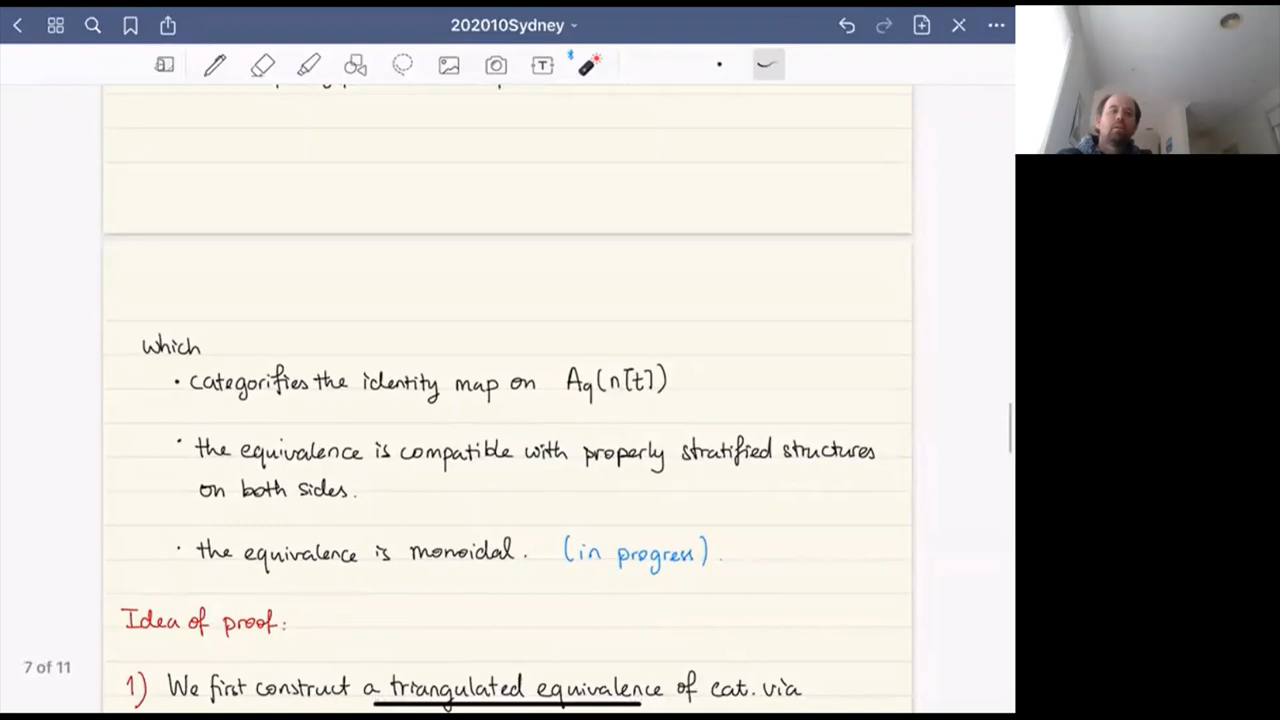 202010Sydney
which
• categorifies the identity map on Aq(n[t])
• the equivalence is compatible with properly stratified structures
on both sides.
• the equivalence is monoidal. (in progress).
Idea of proof:
7 of 11
1) We first construct a triangulated equivalence of cat. via